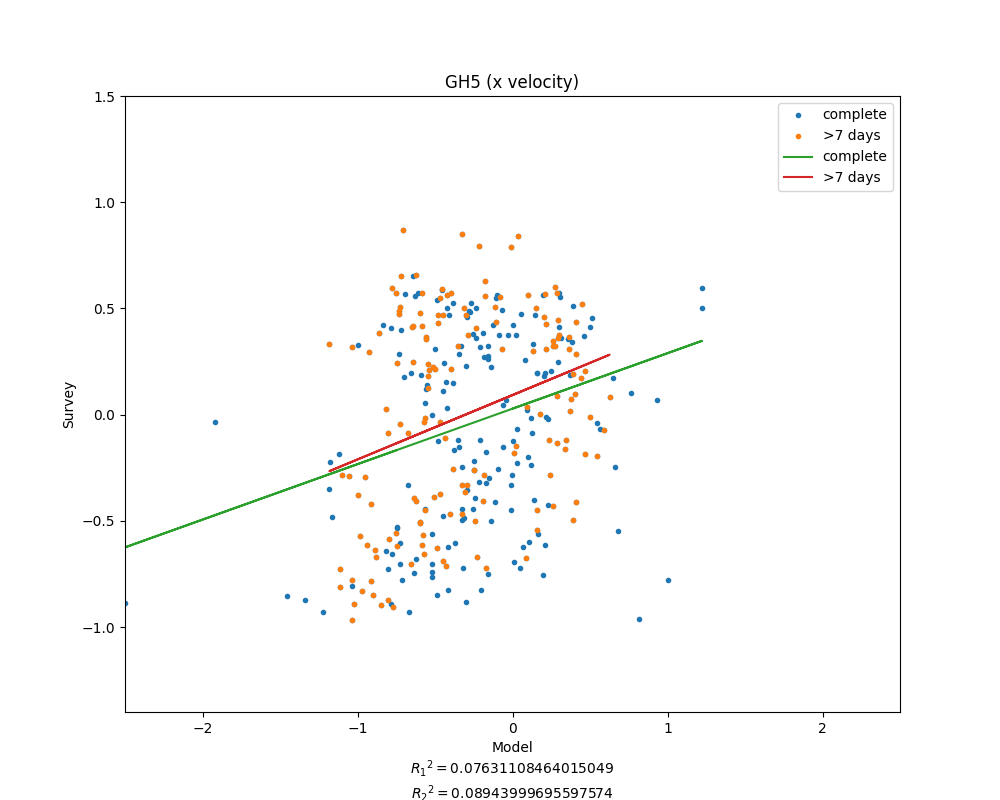 GH5 (x velocity)
complete
>7 days
complete
>7 days
1.5
1.0
0.5
0.0
−0.5
−1.0
Survey
−2 −1 0 1 2
Model
R₁² = 0.07631108464015049
R₂² = 0.08943999695597574